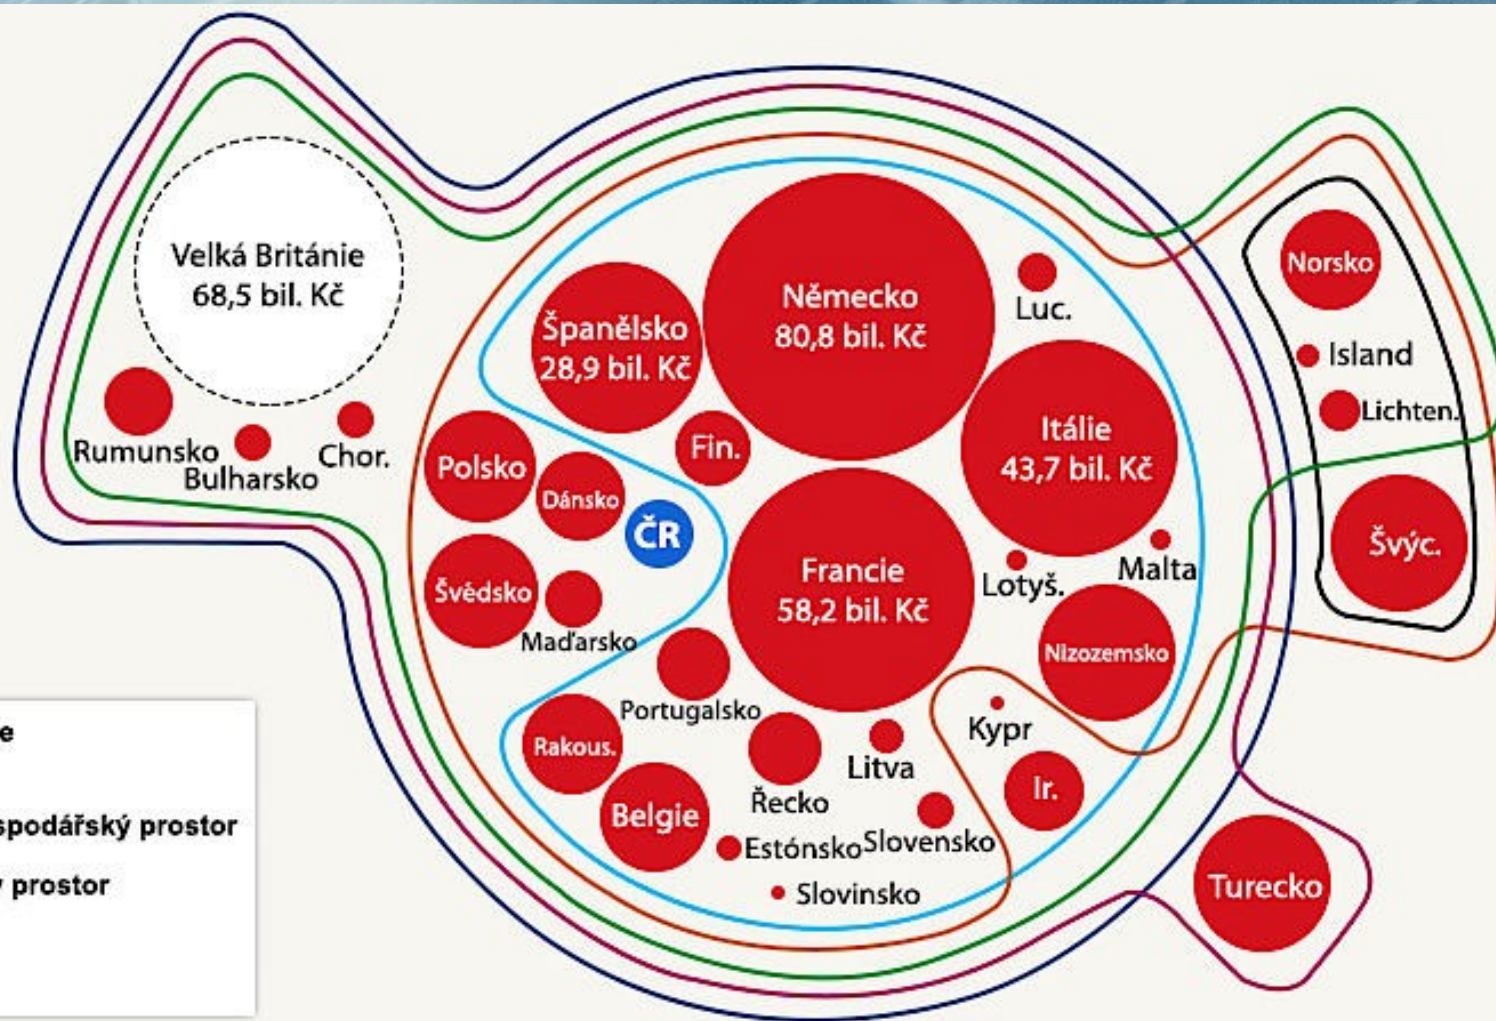 Velká Británie
68,5 bil. Kč
Rumunsko
Bulharsko
Chor.
Španělsko
28,9 bil. Kč
Německo
80,8 bil. Kč
Luc.
Norsko
Island
Lichten.
Švýc.
Itálie
43,7 bil. Kč
Fin.
Polsko
Dánsko
ČR
Švédsko
Maďarsko
Francie
58,2 bil. Kč
Lotyš.
Malta
Nizozemsko
Portugalsko
Rakous.
Belgie
Řecko
Litva
Kypr
Ir.
Estónsko
Slovensko
Slovinsko
Turecko
prostor
prostor